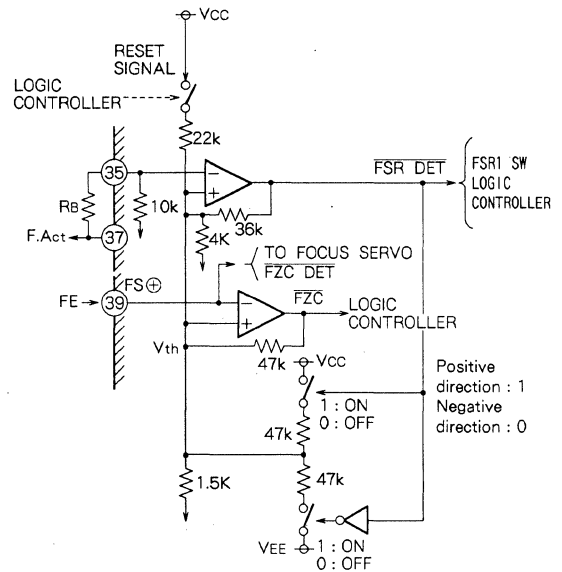 VCC
RESET
SIGNAL
LOGIC
CONTROLLER
22k
35
RB
10k
F.Act
37
36k
4K
FSR DET
FSR1 SW
LOGIC
CONTROLLER
TO FOCUS SERVO
FZC DET
FS⊕
FE
39
FZC
LOGIC
CONTROLLER
Vth
47k
VCC
1 : ON
0 : OFF
Positive
direction : 1
Negative
direction : 0
47k
47k
1.5K
VEE
1 : ON
0 : OFF